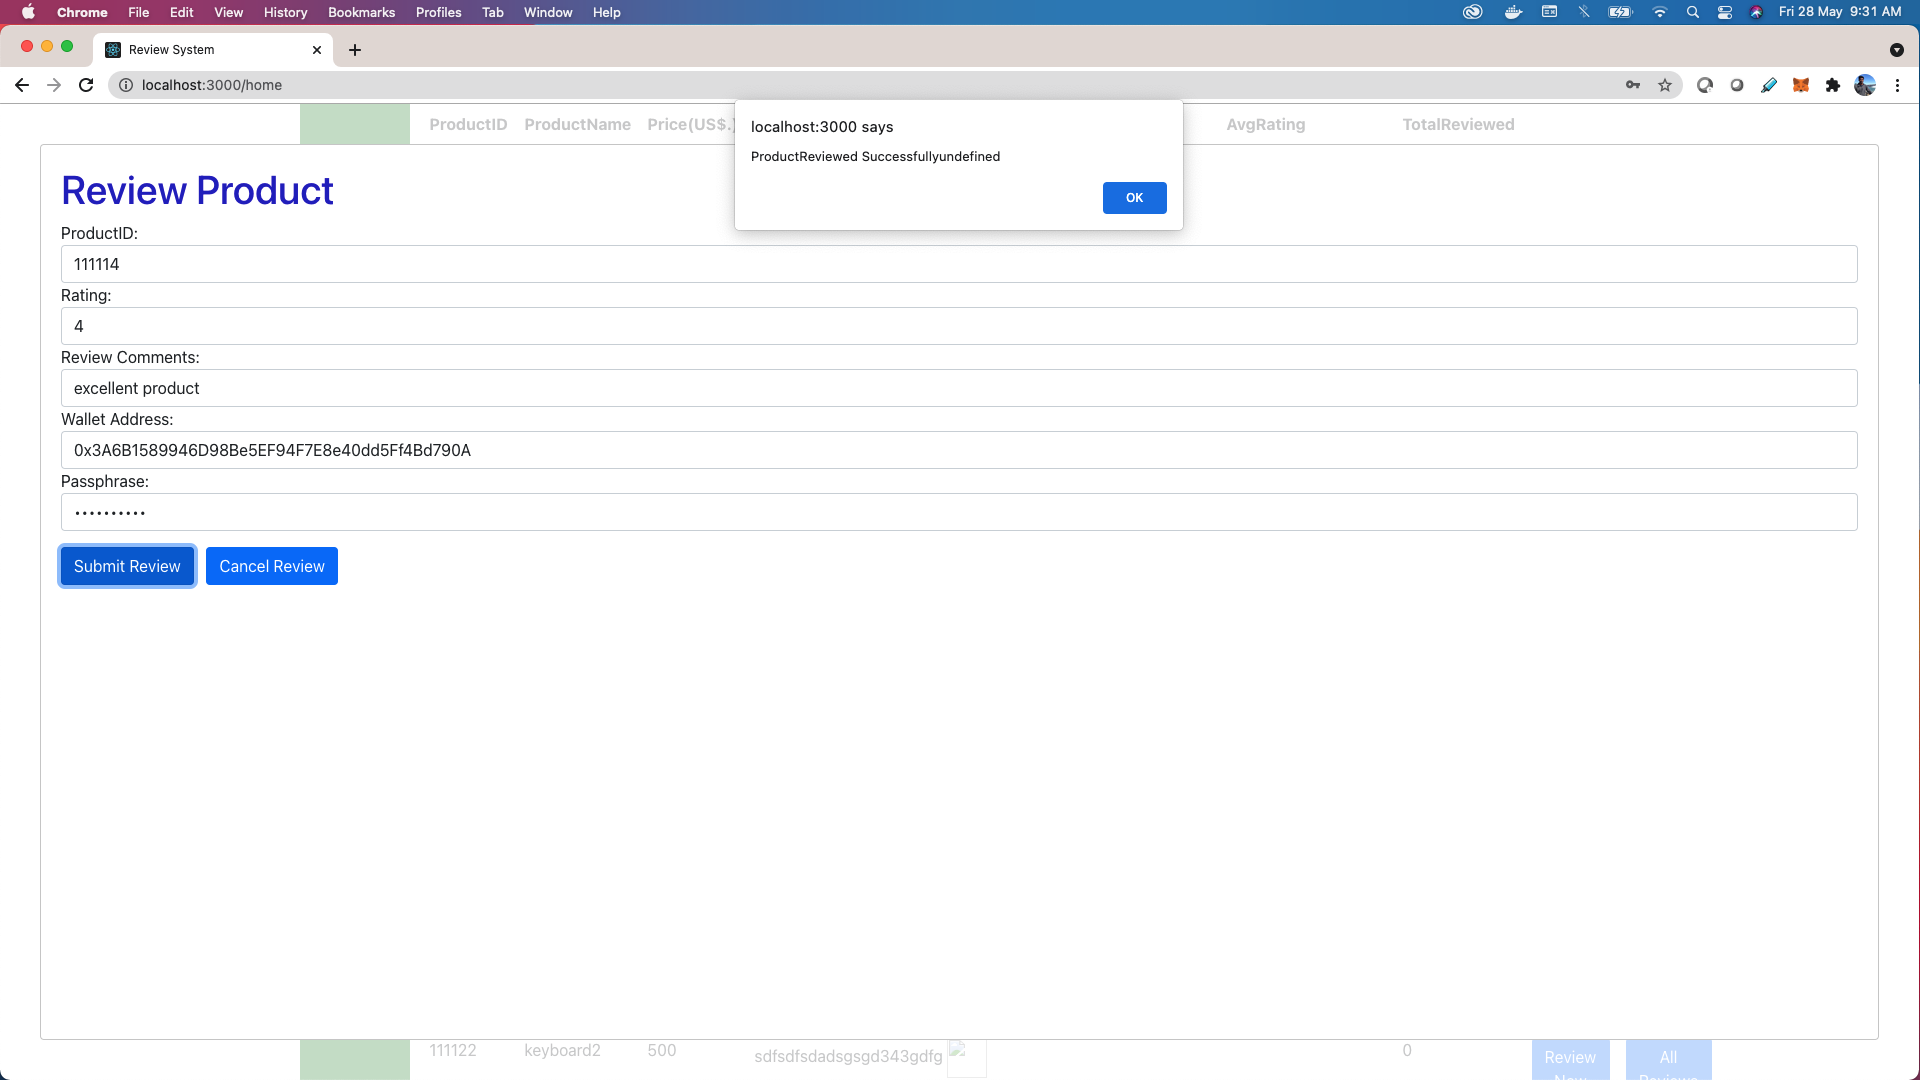 Chrome File Edit View History Bookmarks Profiles Tab Window Help Fri 28 May 9:31 AM
Review System
localhost:3000/home
ProductID ProductName Price(US$.) AvgRating TotalReviewed
localhost:3000 says
ProductReviewed Successfullyundefined
OK
Review Product
ProductID:
111114
Rating:
4
Review Comments:
excellent product
Wallet Address:
0x3A6B1589946D98Be5EF94F7E8e40dd5Ff4Bd790A
Passphrase:
••••••••••
Submit Review Cancel Review
111122 keyboard2 500 sdfsdfsdadsgsgd343gdfg 0 Review All
Now Reviews